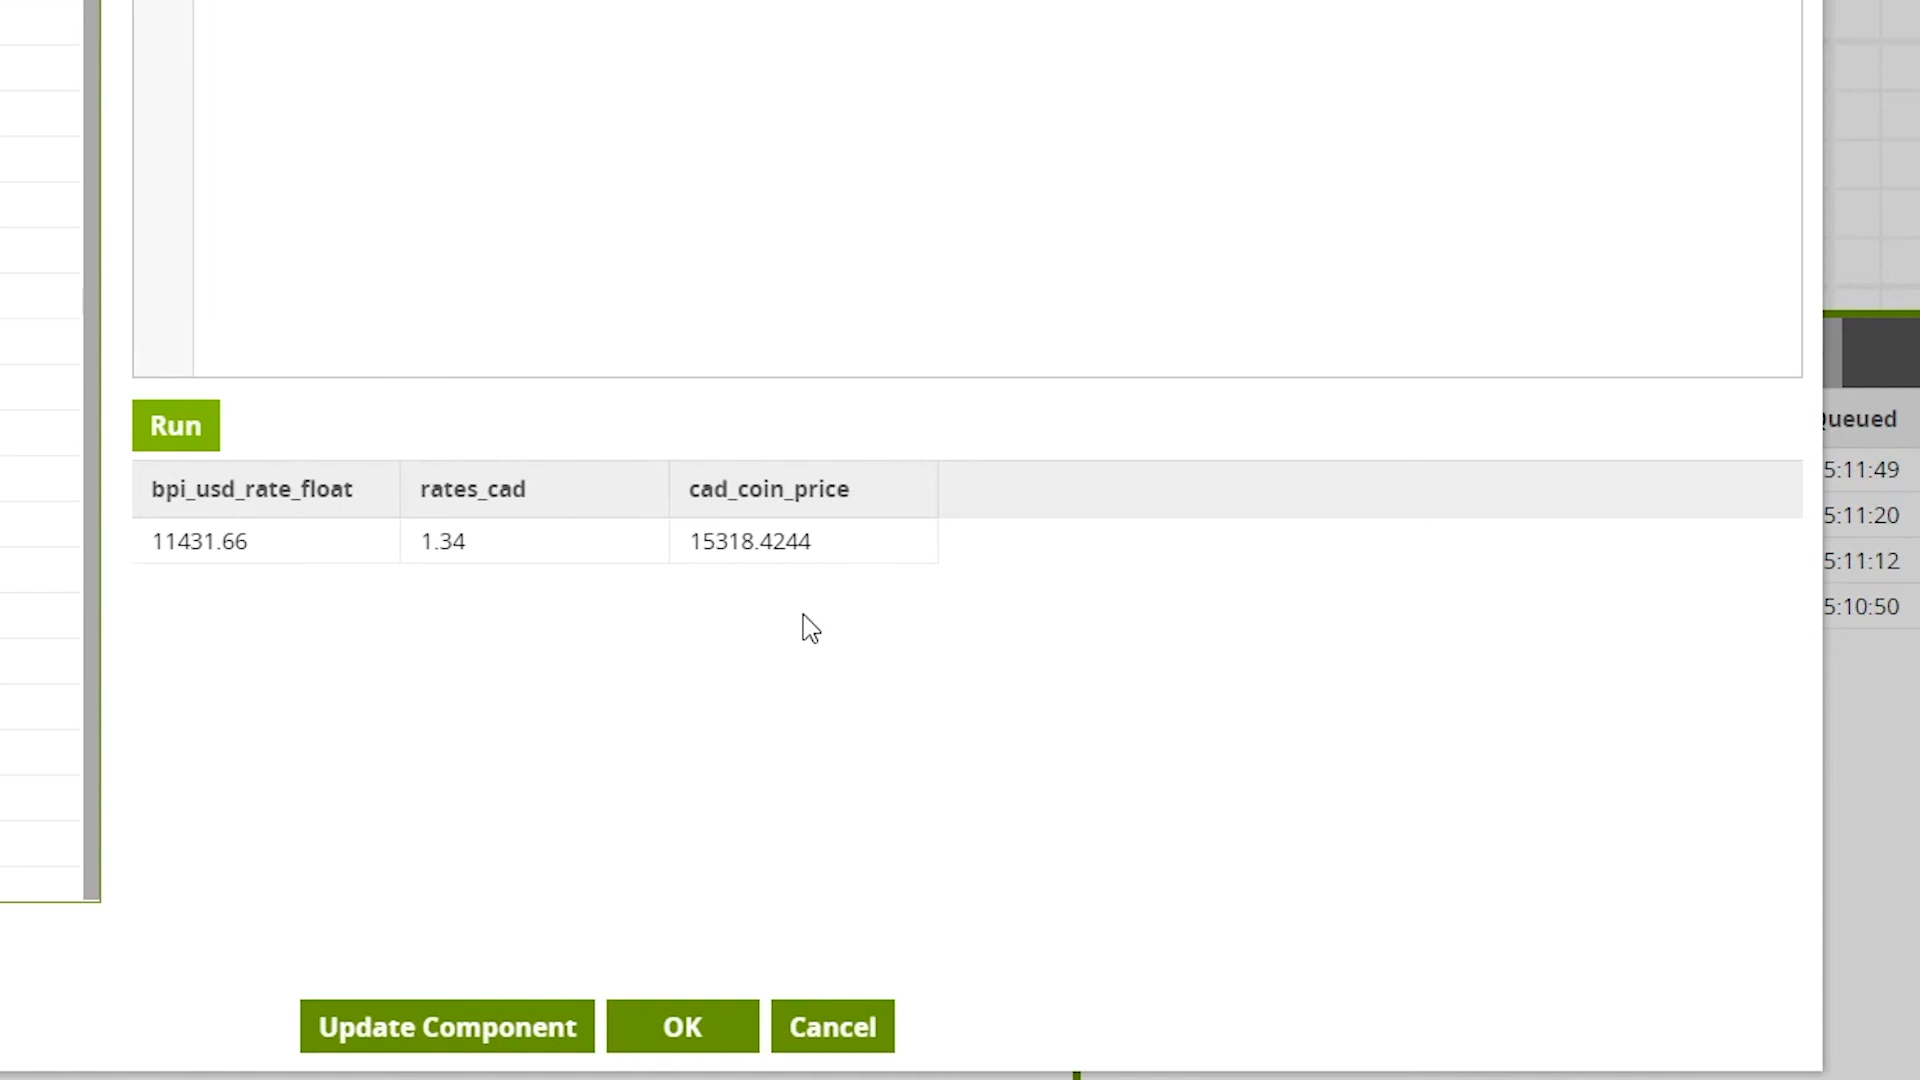 Run
bpi_usd_rate_float rates_cad cad_coin_price
11431.66 1.34 15318.4244
Update Component OK Cancel
Queued
5:11:49
5:11:20
5:11:12
5:10:50